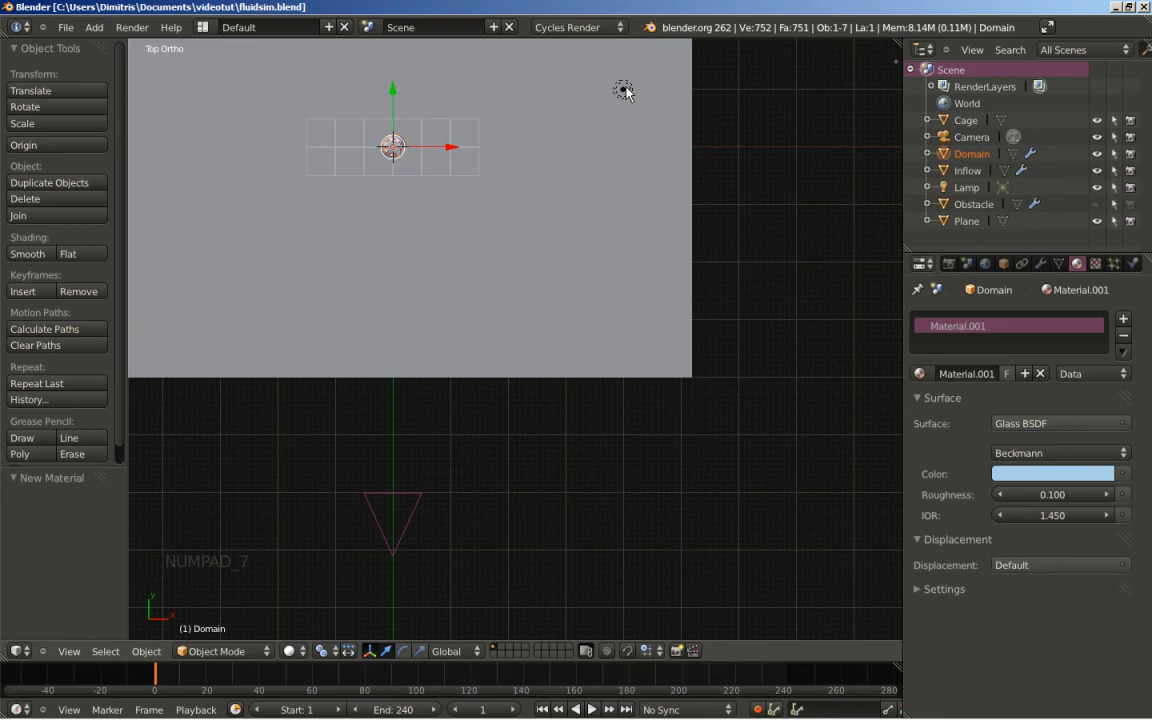 Blender [C:\Users\Dimitris\Documents\videotut\fluidsim.blend]
File Add Render Help Default Scene Cycles Render blender.org 262 | Ve:752 | Fa:751 | Ob:1-7 | La:1 | Mem:8.14M (0.11M) | Domain
Object Tools
Transform:
Translate
Rotate
Scale
Origin
Object:
Duplicate Objects
Delete
Join
Shading:
Smooth Flat
Keyframes:
Insert Remove
Motion Paths:
Calculate Paths
Clear Paths
Repeat:
Repeat Last
History...
Grease Pencil:
Draw Line
Poly Erase
New Material
Top Ortho
NUMPAD_7
y
x
(1) Domain
View Select Object Object Mode Global
-40 -20 0 20 40 60 80 100 120 140 160 180 200 220 240 260 280
View Marker Frame Playback Start: 1 End: 240 1 No Sync
View Search All Scenes
Scene
RenderLayers
World
Cage
Camera
Domain
Inflow
Lamp
Obstacle
Plane
Domain Material.001
Material.001
Material.001 F Data
Surface
Surface: Glass BSDF
Beckmann
Color:
Roughness: 0.100
IOR: 1.450
Displacement
Displacement: Default
Settings